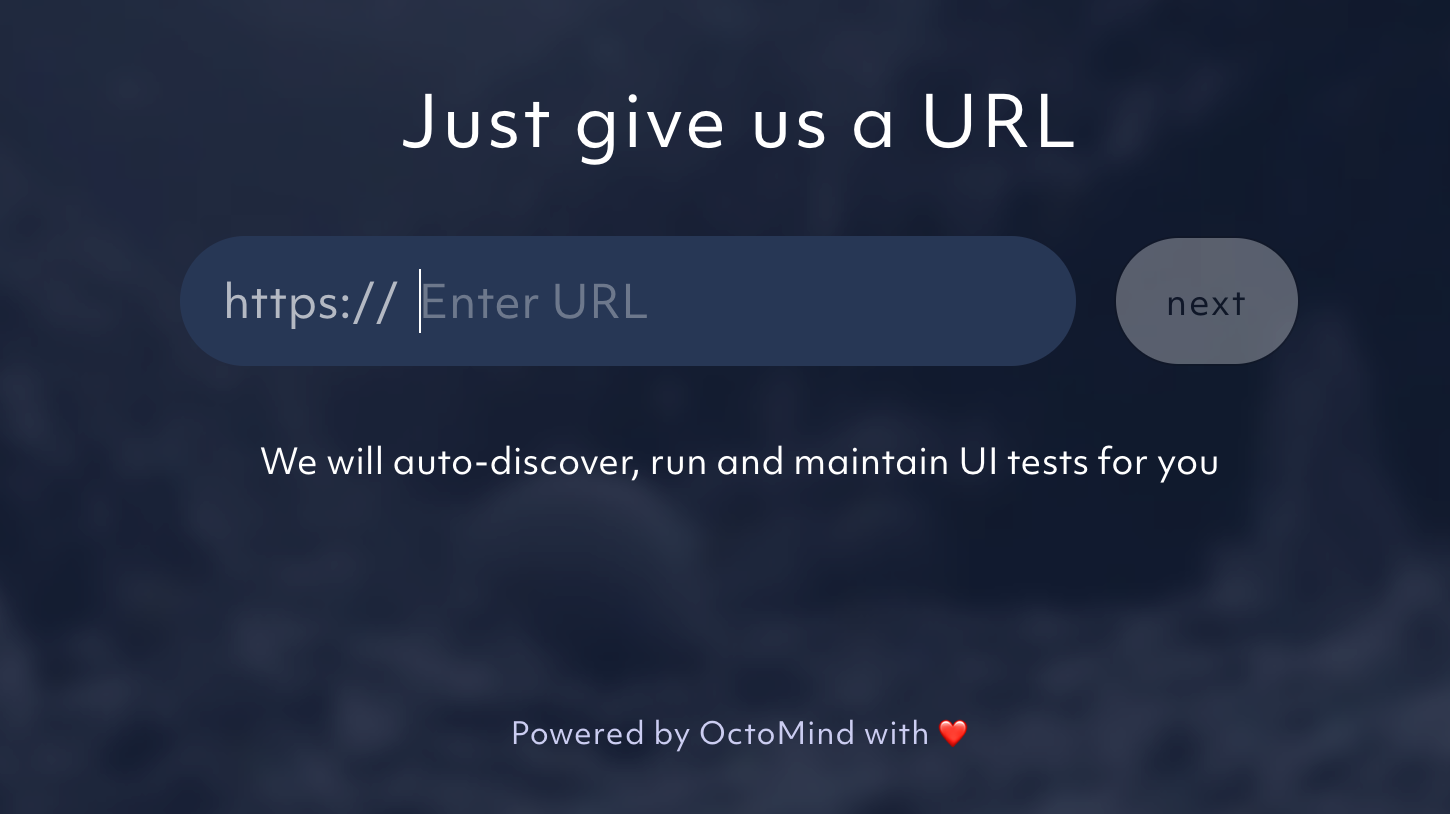 Just give us a URL
https:// Enter URL
next
We will auto-discover, run and maintain UI tests for you
Powered by OctoMind with ❤️